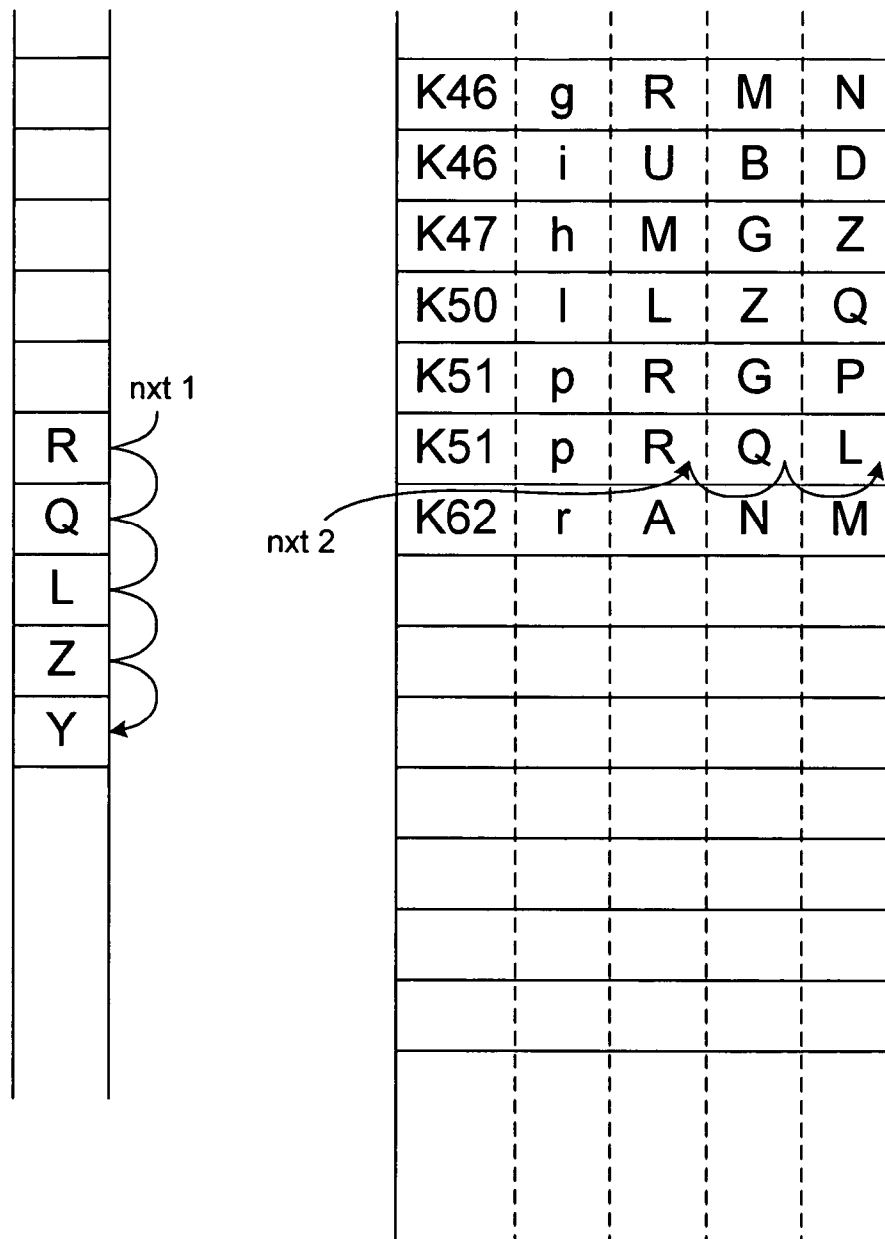 nxt 1
R
Q
L
Z
Y
K46 g R M N
K46 i U B D
K47 h M G Z
K50 l L Z Q
K51 p R G P
K51 p R Q L
K62 r A N M
nxt 2